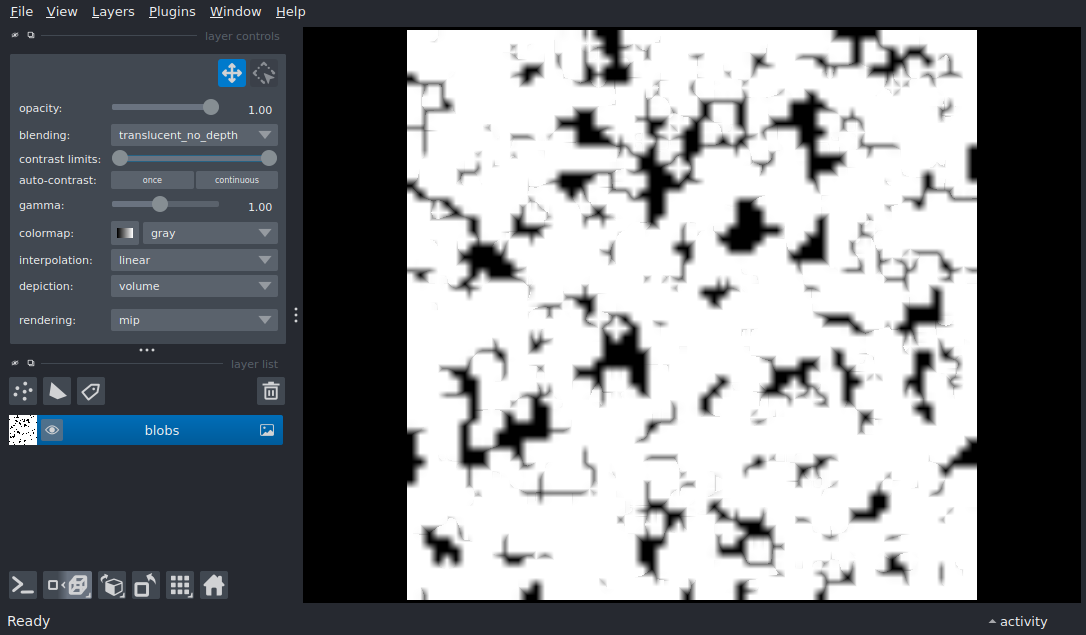 File View Layers Plugins Window Help
layer controls
opacity: 1.00
blending: translucent_no_depth
contrast limits:
auto-contrast: once continuous
gamma: 1.00
colormap: gray
interpolation: linear
depiction: volume
rendering: mip
layer list
blobs
Ready activity